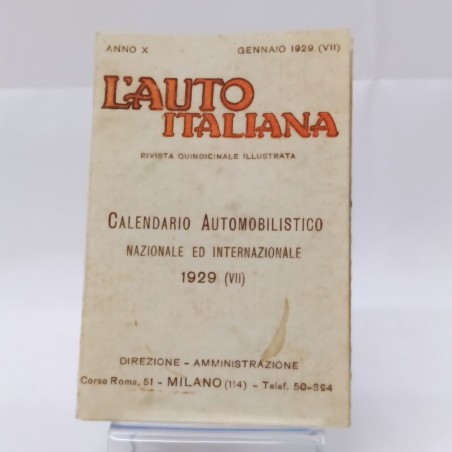 ANNO X GENNAIO 1929 (VII)
L'AUTO
ITALIANA
RIVISTA QUINDICINALE ILLUSTRATA
CALENDARIO AUTOMOBILISTICO
NAZIONALE ED INTERNAZIONALE
1929 (VII)
DIREZIONE - AMMINISTRAZIONE
Corso Roma, 51 - MILANO (114) - Telef. 50-394